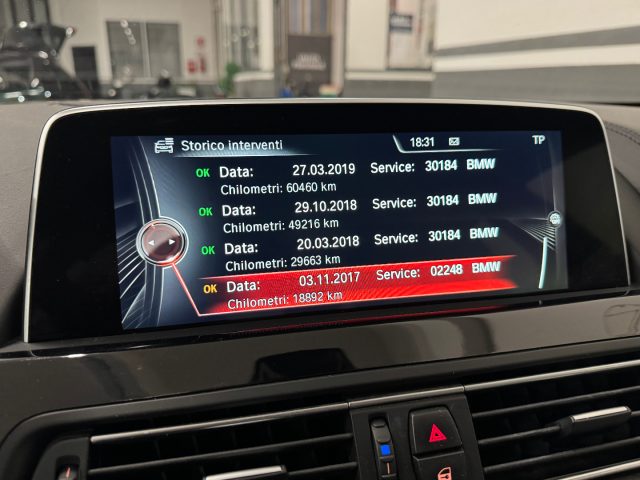 Storico interventi
18:31
TP
OK Data: 27.03.2019 Service: 30184 BMW
Chilometri: 60460 km
OK Data: 29.10.2018 Service: 30184 BMW
Chilometri: 49216 km
OK Data: 20.03.2018 Service: 30184 BMW
Chilometri: 29663 km
OK Data: 03.11.2017 Service: 02248 BMW
Chilometri: 18892 km